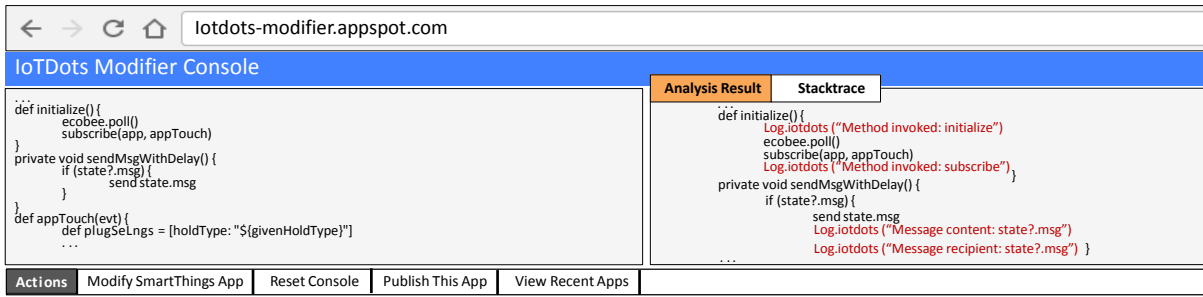 Iotdots-modifier.appspot.com
IoTDots Modifier Console
. . .
def initialize() {
ecobee.poll()
subscribe(app, appTouch)
}
private void sendMsgWithDelay() {
if (state?.msg) {
send state.msg
}
}
def appTouch(evt) {
def plugSeLngs = [holdType: "${givenHoldType}"]
. . .
Analysis Result Stacktrace
. . .
def initialize() {
Log.iotdots (“Method invoked: initialize”)
ecobee.poll()
subscribe(app, appTouch)
Log.iotdots (“Method invoked: subscribe”)
}
private void sendMsgWithDelay() {
if (state?.msg) {
send state.msg
Log.iotdots (“Message content: state?.msg”)
Log.iotdots (“Message recipient: state?.msg”) }
. . .
Actions Modify SmartThings App Reset Console Publish This App View Recent Apps